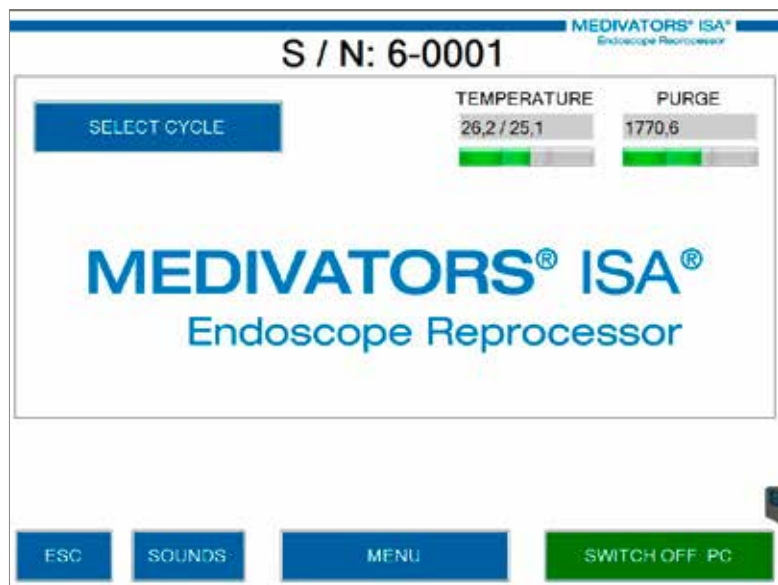 MEDIVATORS® ISA®
Endoscope Reprocessor
S / N: 6-0001
SELECT CYCLE
TEMPERATURE
PURGE
26,2 / 25,1
1770,6
MEDIVATORS® ISA®
Endoscope Reprocessor
ESC
SOUNDS
MENU
SWITCH OFF PC